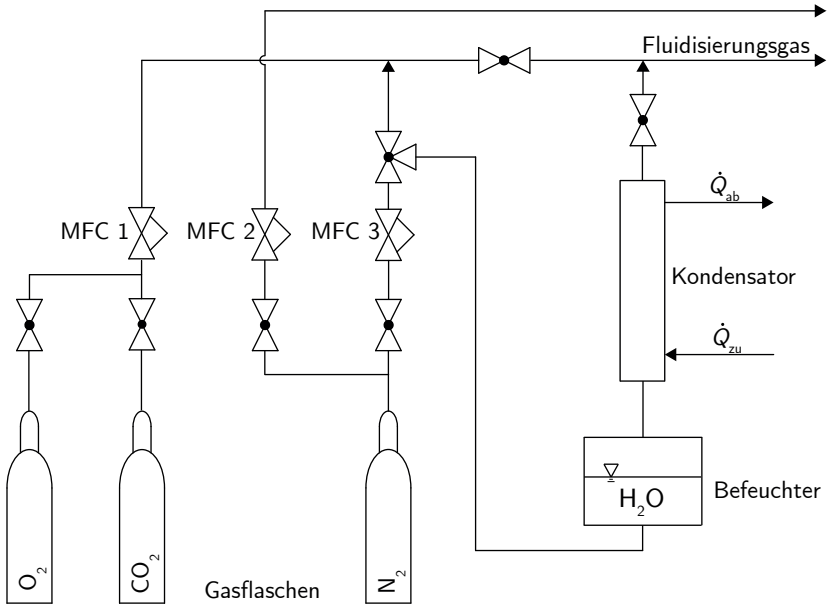 Fluidisierungsgas
Q̇ab
MFC 1
MFC 2
MFC 3
Kondensator
Q̇zu
Befeuchter
H2O
O2
CO2
Gasflaschen
N2